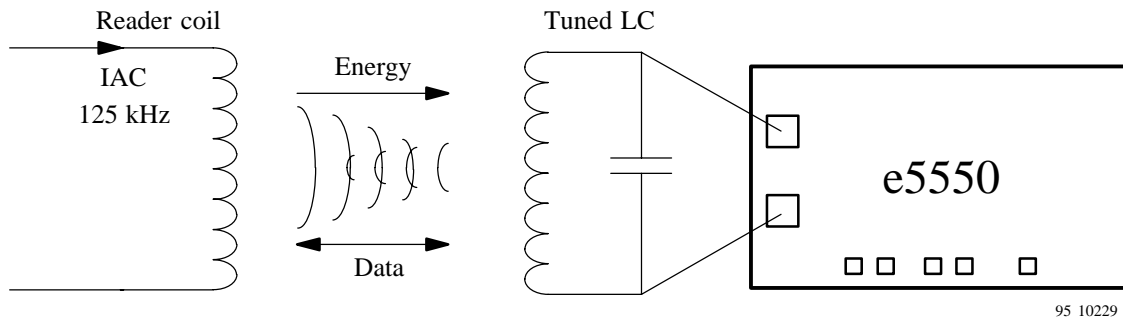 Reader coil
Tuned LC
IAC
125 kHz
Energy
Data
e5550
95 10229